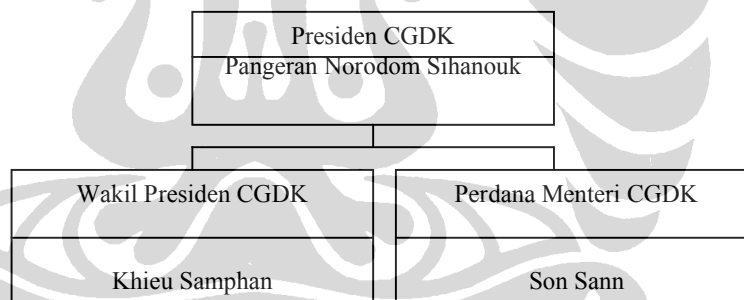 Presiden CGDK
Pangeran Norodom Sihanouk
Wakil Presiden CGDK
Perdana Menteri CGDK
Khieu Samphan
Son Sann